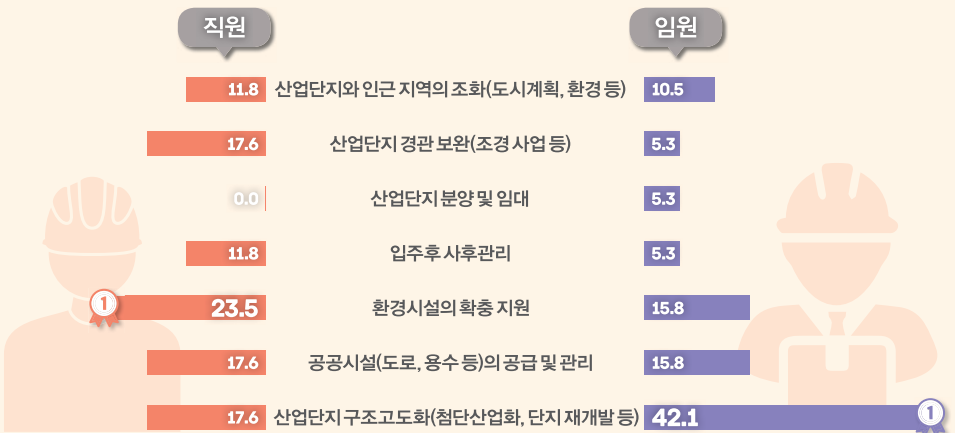 직원 임원
11.8 산업단지와 인근 지역의 조화(도시계획, 환경 등) 10.5
17.6 산업단지 경관 보완(조경 사업 등) 5.3
0.0 산업단지 분양 및 임대 5.3
11.8 입주후 사후관리 5.3
1 23.5 환경시설의 확충 지원 15.8
17.6 공공시설(도로, 용수 등)의 공급 및 관리 15.8
17.6 산업단지 구조고도화(첨단산업화, 단지 재개발 등) 42.1 1